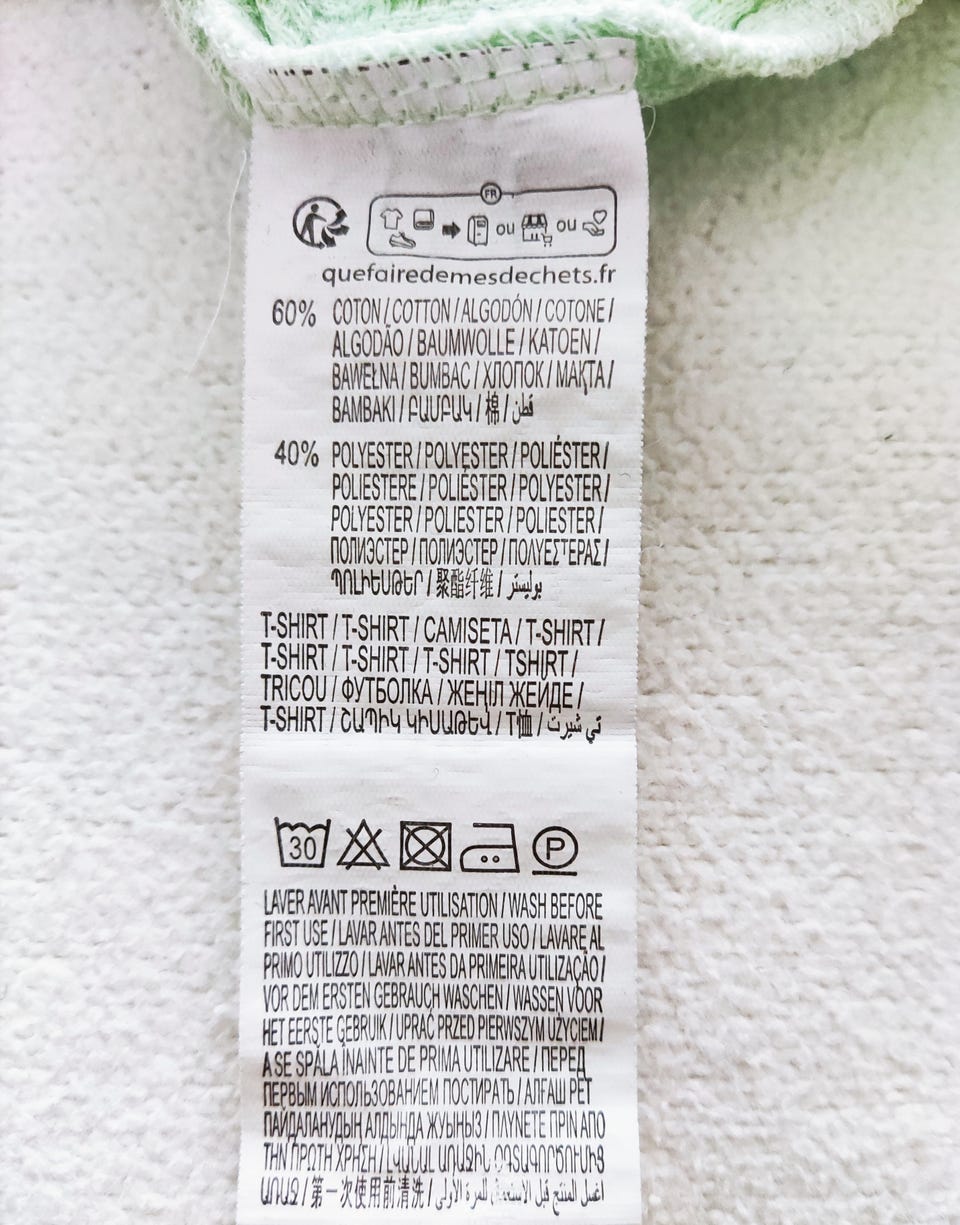 FR
ou ou
quefairedemesdechets.fr
60% COTON / COTTON / ALGODÓN / COTONE /
ALGODÃO / BAUMWOLLE / KATOEN /
BAWEŁNA / BUMBAC / ХЛОПОК / МАҚТА /
BAMBAKI / ԲԱՄԲԱԿ / 棉 / قطن
40% POLYESTER / POLYESTER / POLIÉSTER /
POLIESTERE / POLIÉSTER / POLYESTER /
POLYESTER / POLIESTER / POLIESTER /
ПОЛИЭСТЕР / ПОЛИЭСТЕР / ΠΟΛΥΕΣΤΕΡΑΣ /
ՊՈԼԻԵՍԹԵՐ / 聚酯纤维 / بوليستر
T-SHIRT / T-SHIRT / CAMISETA / T-SHIRT /
T-SHIRT / T-SHIRT / T-SHIRT / TSHIRT /
TRICOU / ФУТБОЛКА / ЖЕҢІЛ ЖЕЙДЕ /
T-SHIRT / ՇԱՊԻԿ ԿԻՍԱԹԵՎ / T恤 / تي شيرت
30 P
LAVER AVANT PREMIÈRE UTILISATION / WASH BEFORE
FIRST USE / LAVAR ANTES DEL PRIMER USO / LAVARE AL
PRIMO UTILIZZO / LAVAR ANTES DA PRIMEIRA UTILIZAÇÃO /
VOR DEM ERSTEN GEBRAUCH WASCHEN / WASSEN VOOR
HET EERSTE GEBRUIK / UPRAĆ PRZED PIERWSZYM UŻYCIEM /
A SE SPĂLA ÎNAINTE DE PRIMA UTILIZARE / ПЕРЕД
ПЕРВЫМ ИСПОЛЬЗОВАНИЕМ ПОСТИРАТЬ / АЛҒАШ РЕТ
ПАЙДАЛАНУДЫҢ АЛДЫНДА ЖУЫҢЫЗ / ΠΛΥΝΕΤΕ ΠΡΙΝ ΑΠΟ
ΤΗΝ ΠΡΩΤΗ ΧΡΗΣΗ / ԼՎԱՆԱԼ ԱՌԱՋԻՆ ՕԳՏԱԳՈՐԾՈՒՄԻՑ
ԱՌԱՋ / 第一次使用前清洗 / اغسل المنتج قبل الاستعمال للمرة الأولى /